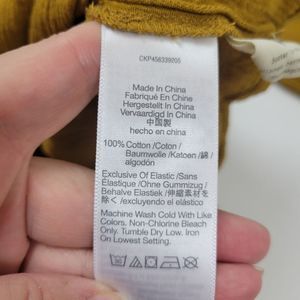 CKP456339205
Made In China
Fabriqué En Chine
Hergestellt In China
Vervaardigd In China
中国製
hecho en china
100% Cotton /Coton /
Baumwolle /Katoen /綿 /
algodón
Exclusive Of Elastic /Sans
Élastique /Ohne Gummizug /
Behalve Elastiek /伸縮素材を
除く /excluyendo el elástico
Machine Wash Cold With Like
Colors. Non-Chlorine Bleach
Only. Tumble Dry Low. Iron
On Lowest Setting.